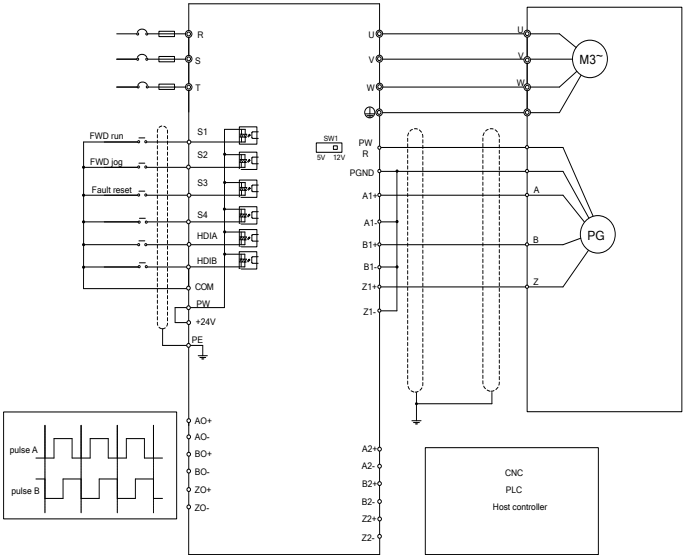 R
S
T
U
V
W
U
V
W
M3~
FWD run
S1
FWD jog
S2
Fault reset
S3
S4
HDIA
HDIB
COM
PW
+24V
PE
SW1
5V 12V
PW
R
PGND
A1+
A1-
B1+
B1-
Z1+
Z1-
A
B
Z
PG
pulse A
pulse B
AO+
AO-
BO+
BO-
ZO+
ZO-
A2+
A2-
B2+
B2-
Z2+
Z2-
CNC
PLC
Host controller